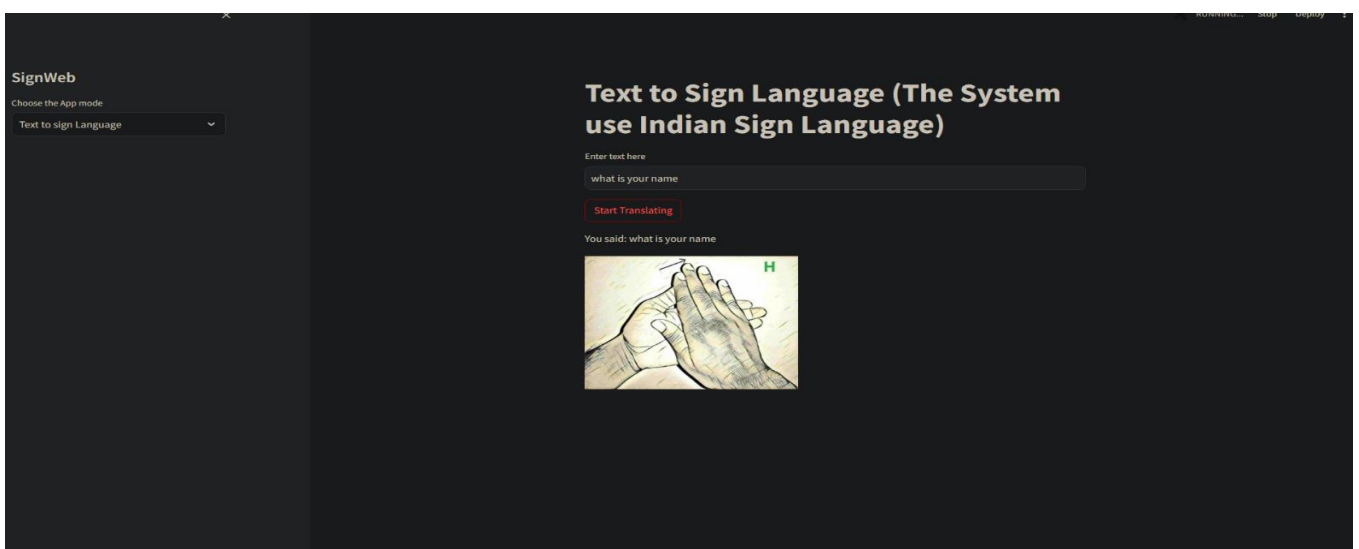 RUNNING... Stop Deploy
SignWeb
Choose the App mode
Text to sign Language
Text to Sign Language (The System
use Indian Sign Language)
Enter text here
what is your name
Start Translating
You said: what is your name
H